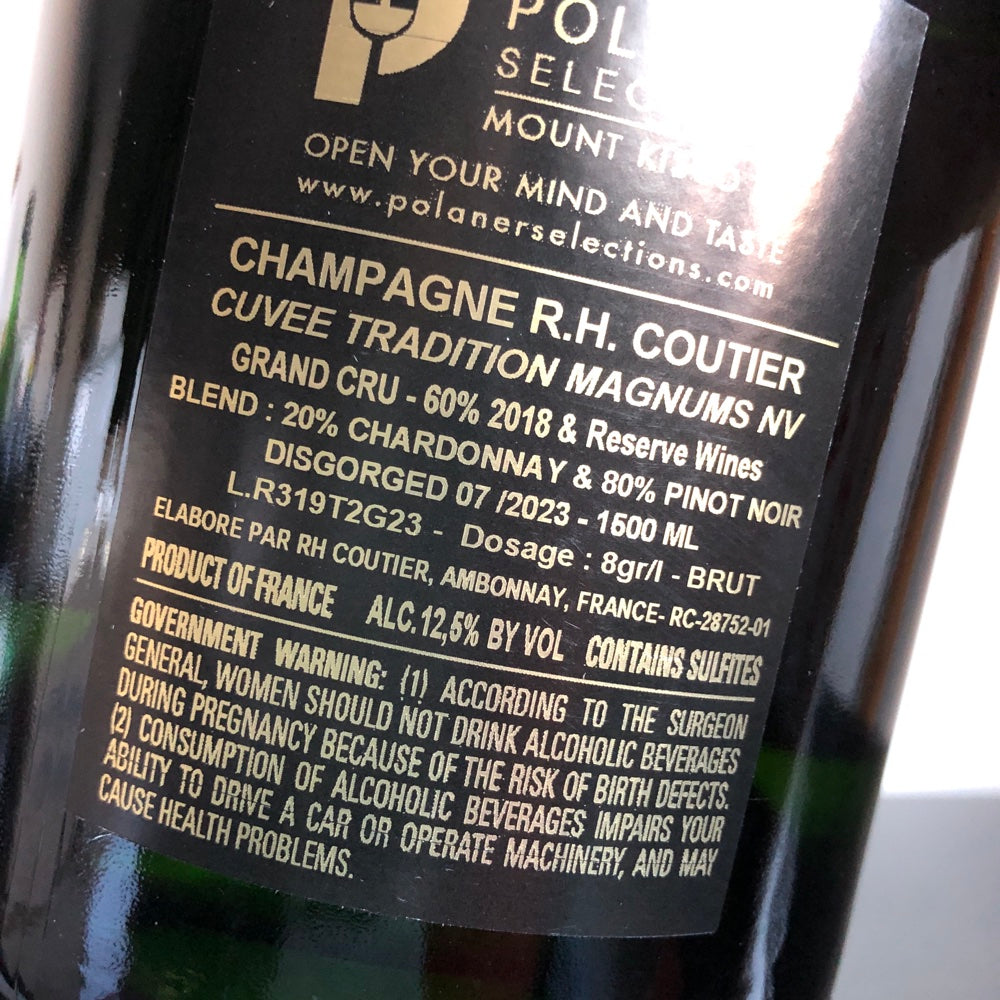 POL
SELEC
MOUNT KISCO
OPEN YOUR MIND AND TASTE
www.polanerselections.com
CHAMPAGNE R.H. COUTIER
CUVEE TRADITION MAGNUMS NV
GRAND CRU - 60% 2018 & Reserve Wines
BLEND : 20% CHARDONNAY & 80% PINOT NOIR
DISGORGED 07 /2023 - 1500 ML
L.R319T2G23 - Dosage : 8gr/l - BRUT
ELABORE PAR RH COUTIER, AMBONNAY, FRANCE- RC-28752-01
PRODUCT OF FRANCE ALC.12,5% BY VOL CONTAINS SULFITES
GOVERNMENT WARNING: (1) ACCORDING TO THE SURGEON
GENERAL, WOMEN SHOULD NOT DRINK ALCOHOLIC BEVERAGES
DURING PREGNANCY BECAUSE OF THE RISK OF BIRTH DEFECTS.
(2) CONSUMPTION OF ALCOHOLIC BEVERAGES IMPAIRS YOUR
ABILITY TO DRIVE A CAR OR OPERATE MACHINERY, AND MAY
CAUSE HEALTH PROBLEMS.